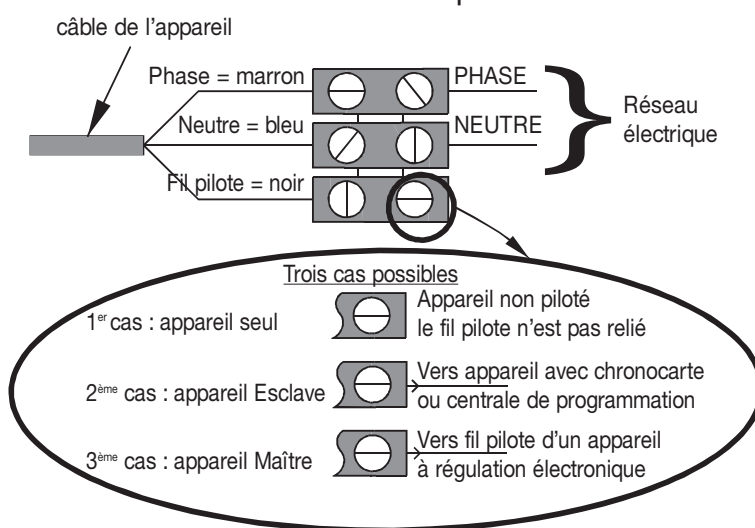 câble de l'appareil
Phase = marron
PHASE
Neutre = bleu
NEUTRE
Réseau
électrique
Fil pilote = noir
Trois cas possibles
1er cas : appareil seul
Appareil non piloté
le fil pilote n'est pas relié
2ème cas : appareil Esclave
Vers appareil avec chronocarte
ou centrale de programmation
3ème cas : appareil Maître
Vers fil pilote d'un appareil
à régulation électronique